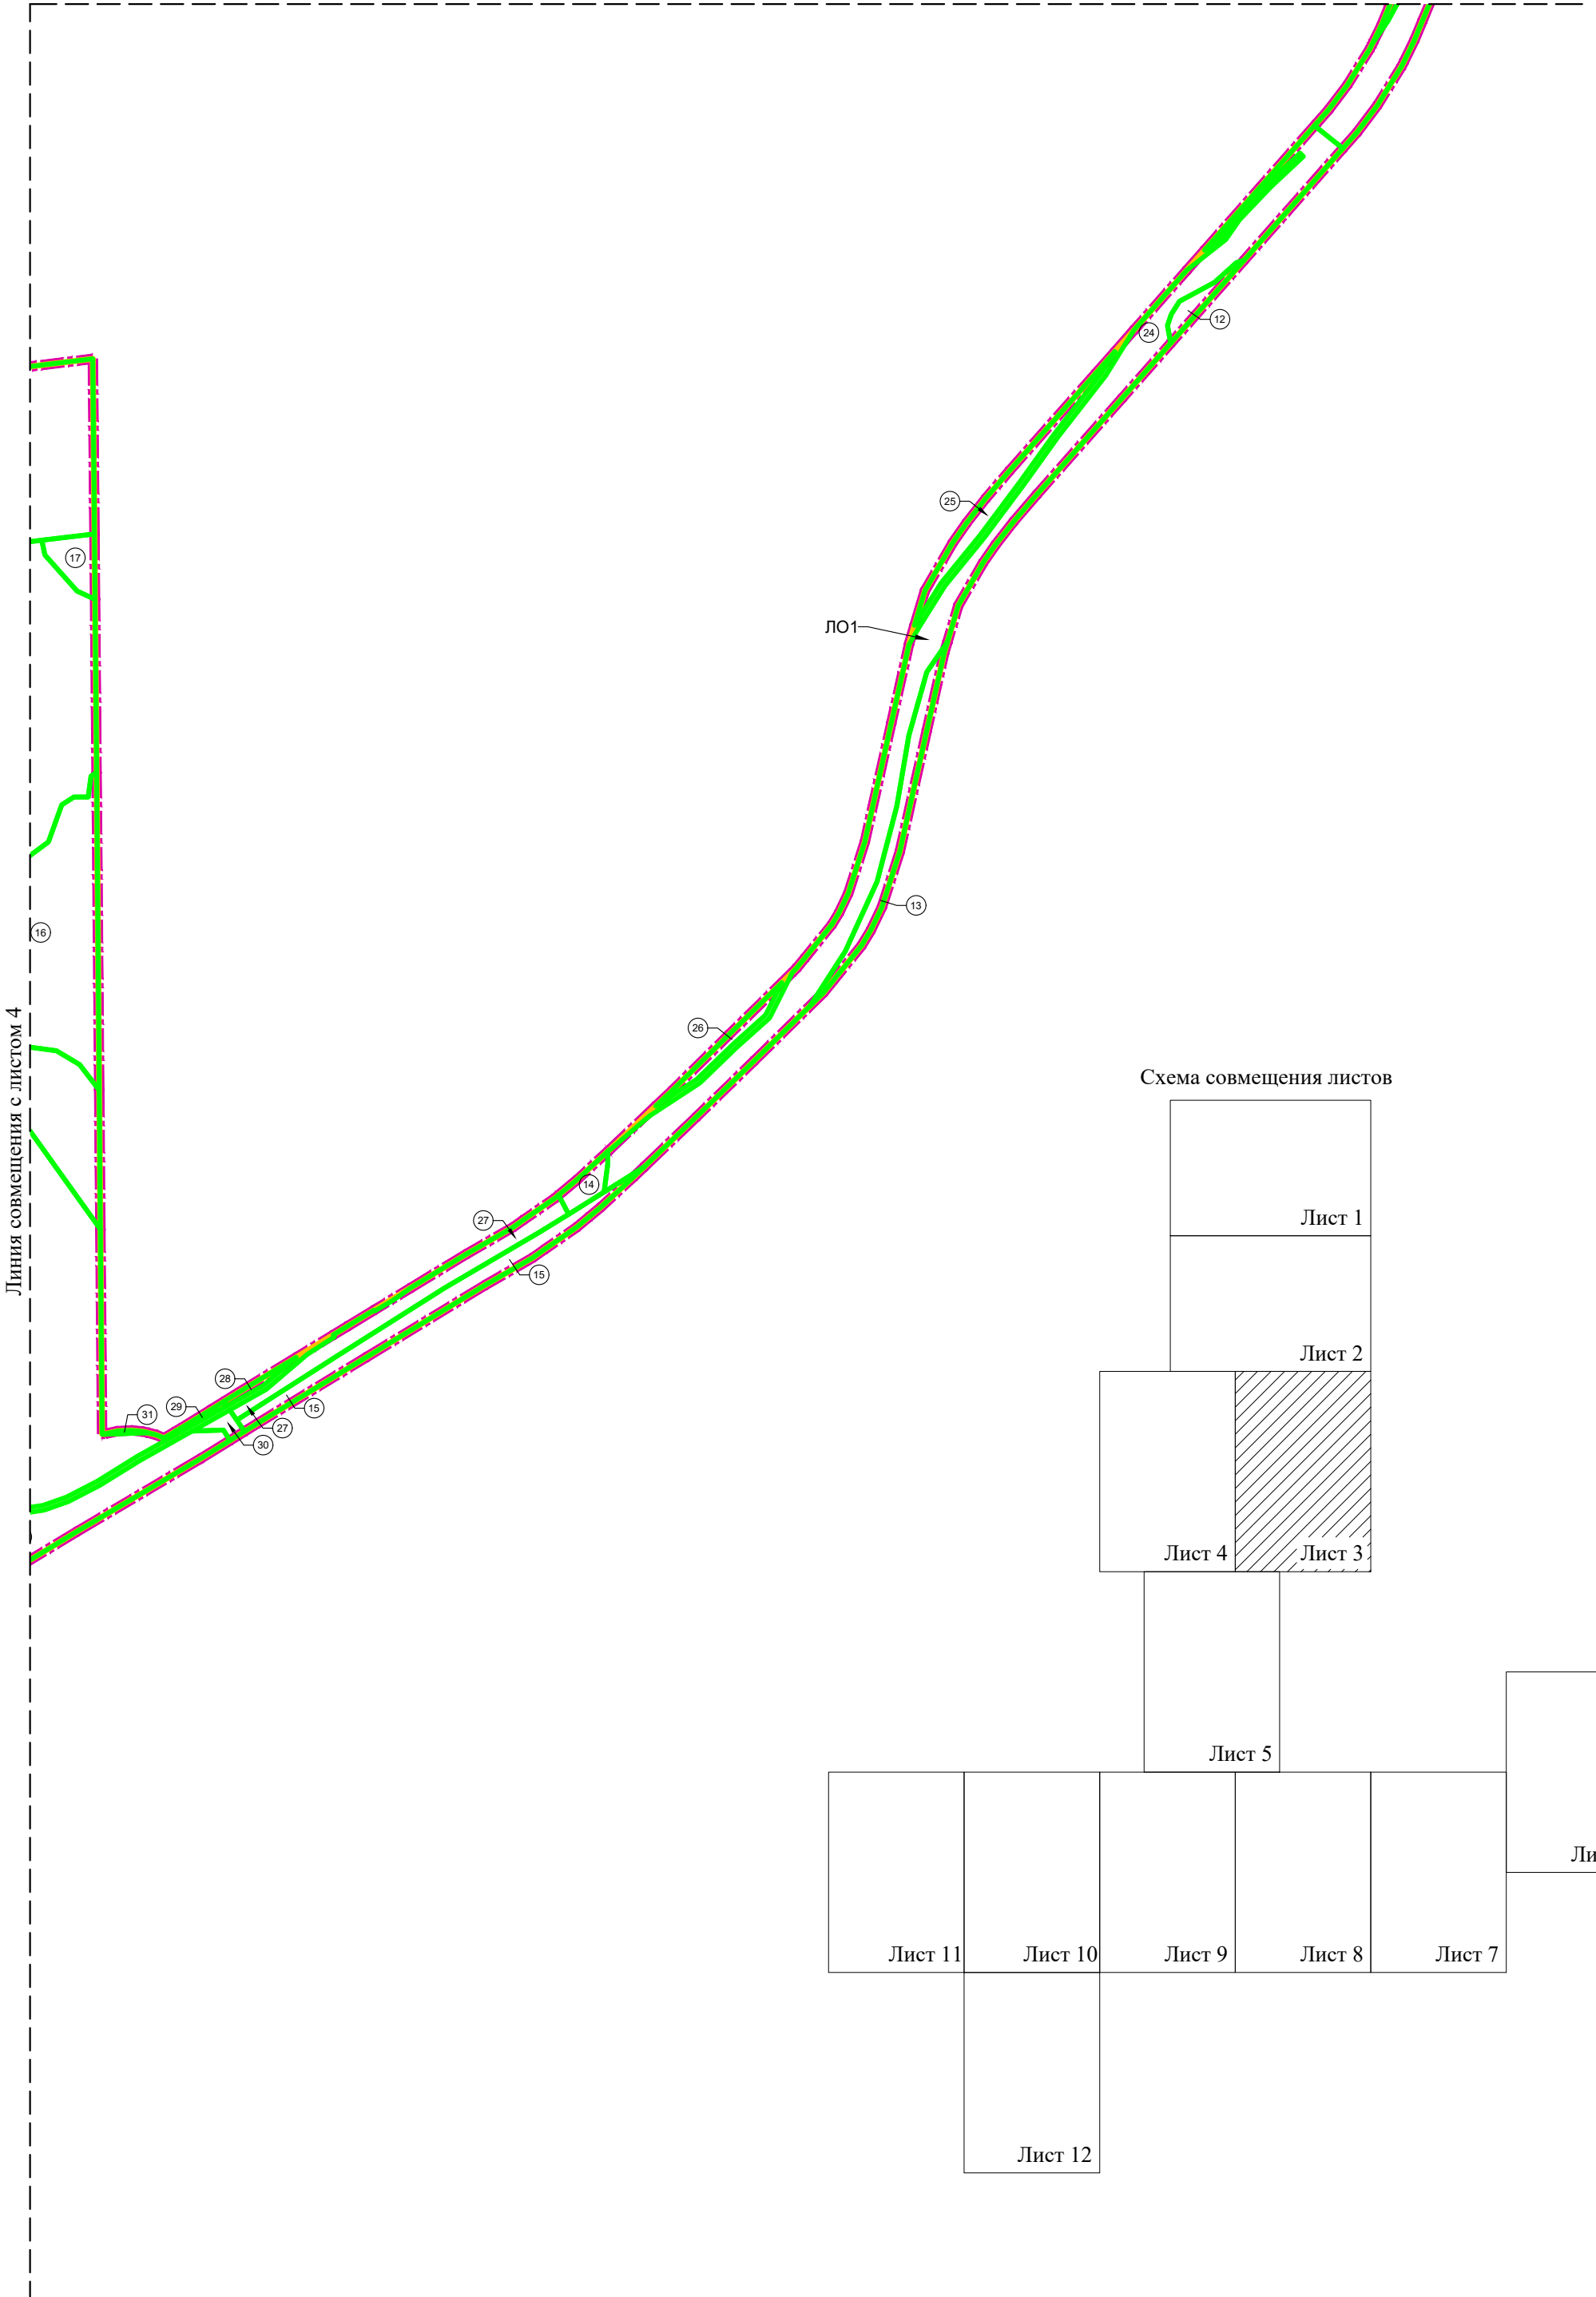 12
24
25
17
ЛО1
13
16
26
Линия совмещения с листом 4
14
27
15
28
29
15
31
27
30
Схема совмещения листов
Лист 1
Лист 2
Лист 4
Лист 3
Лист 5
Лист 11
Лист 10
Лист 9
Лист 8
Лист 7
Лист 12